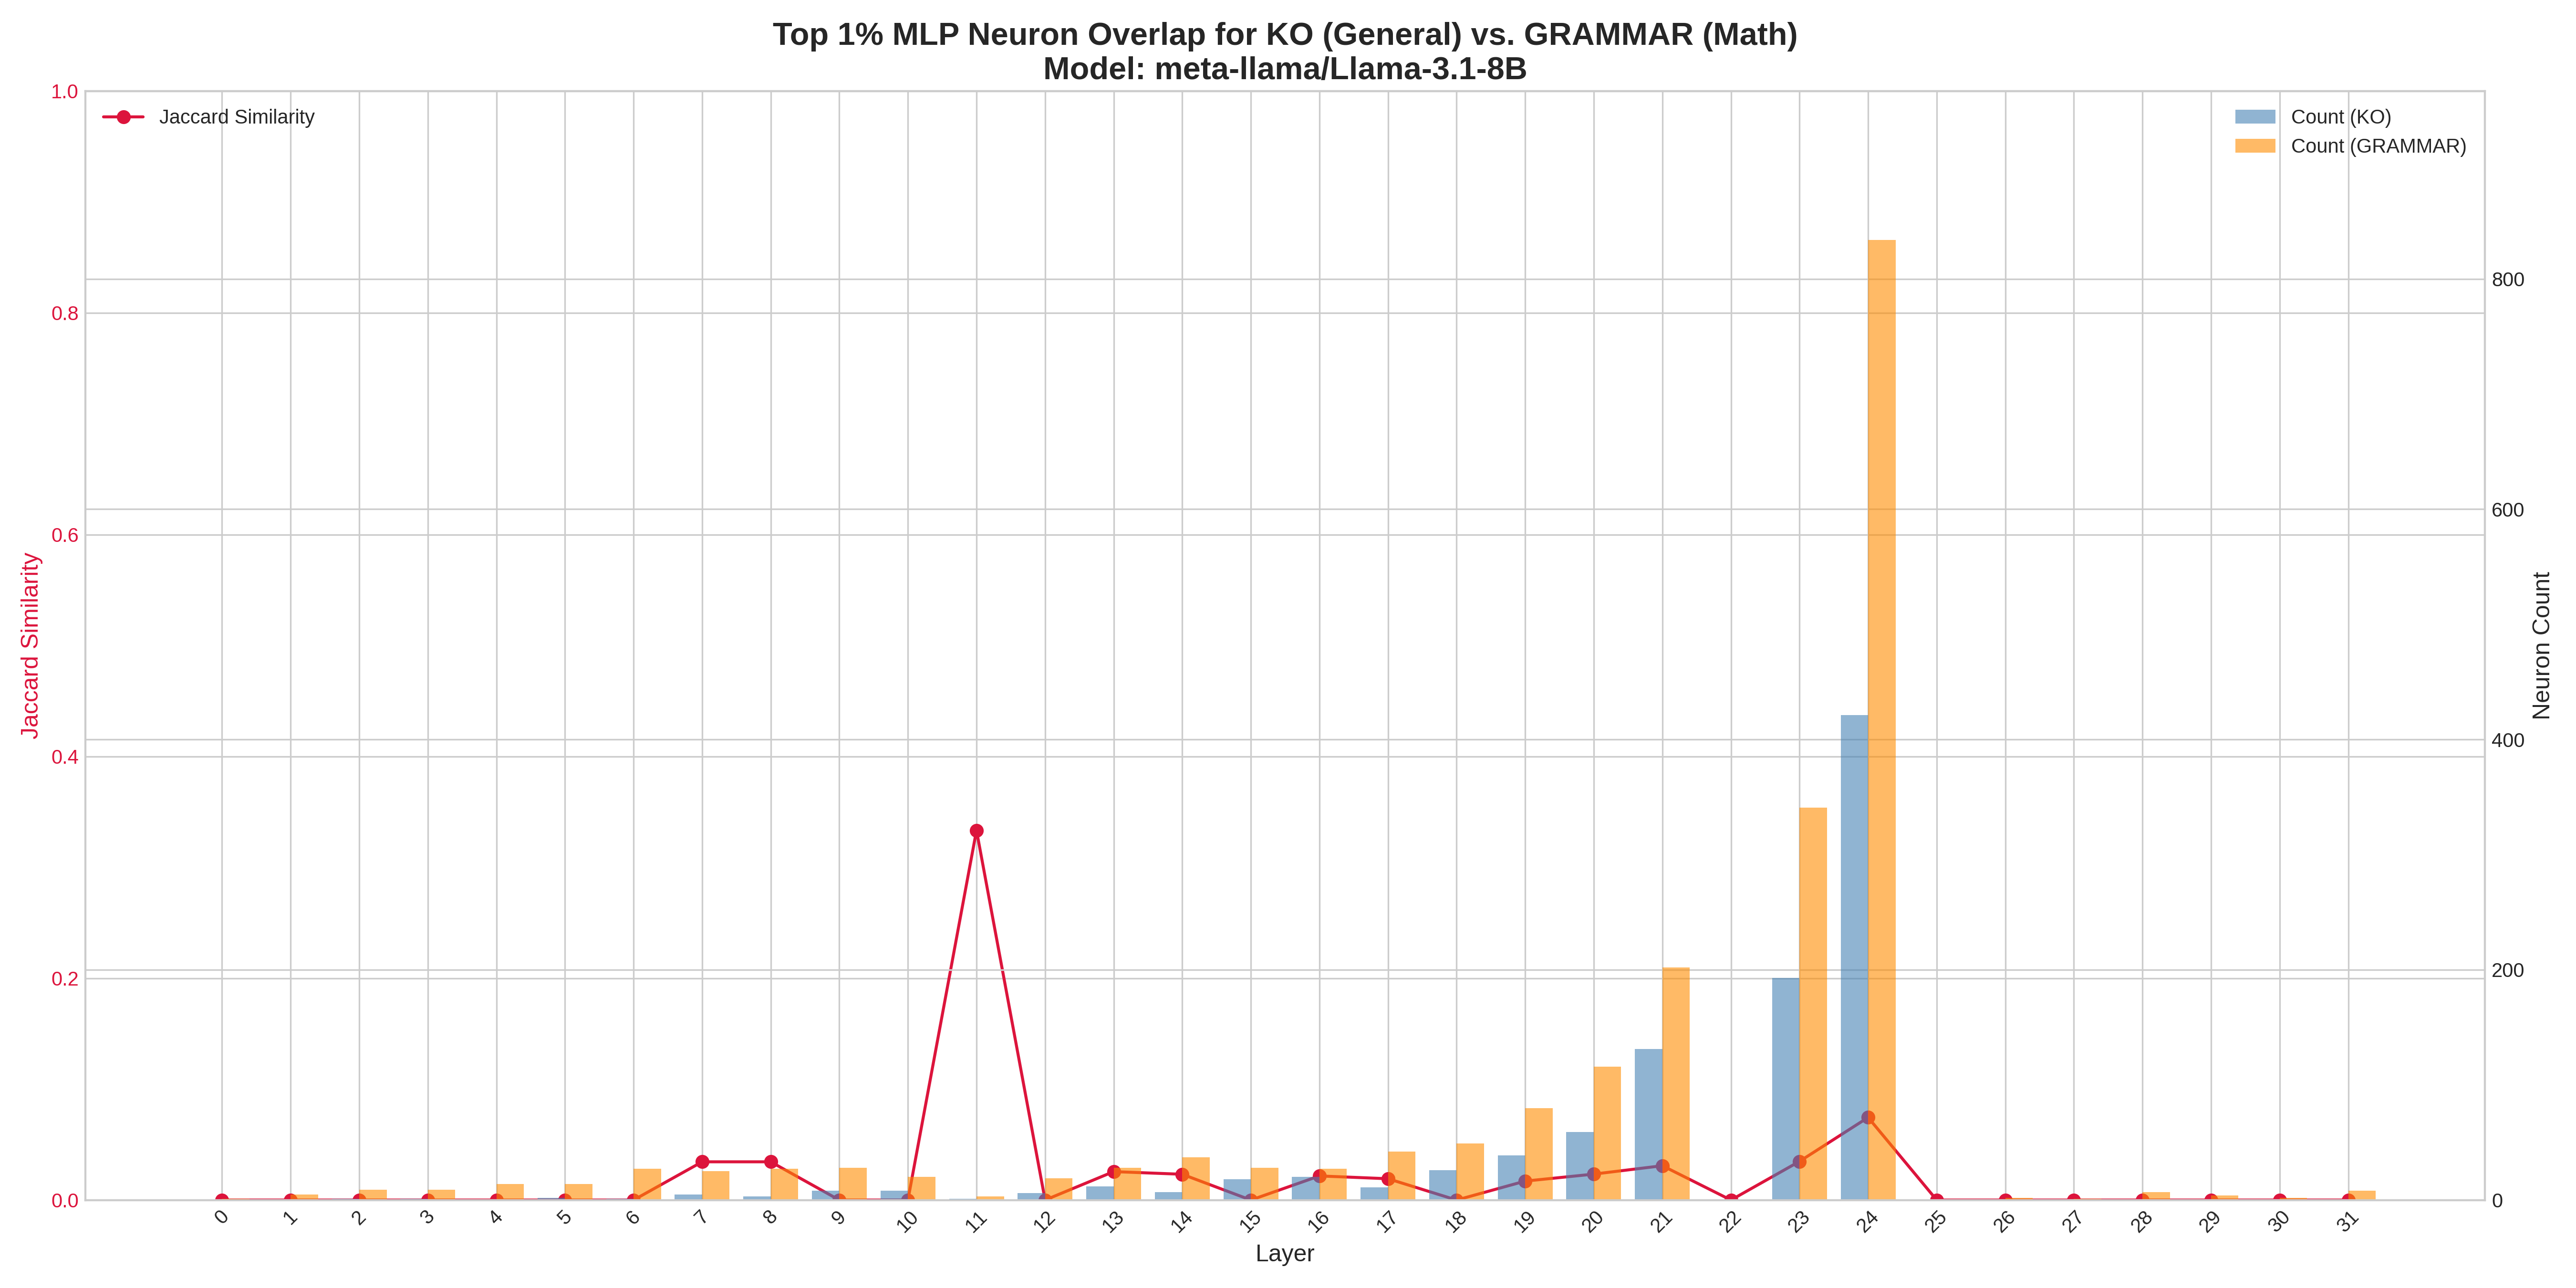 Top 1% MLP Neuron Overlap for KO (General) vs. GRAMMAR (Math)
Model: meta-llama/Llama-3.1-8B
Jaccard Similarity
Count (KO)
Count (GRAMMAR)
1.0
0.8
0.6
0.4
0.2
0.0
Jaccard Similarity
800
600
400
200
0
Neuron Count
0 1 2 3 4 5 6 7 8 9 10 11 12 13 14 15 16 17 18 19 20 21 22 23 24 25 26 27 28 29 30 31
Layer